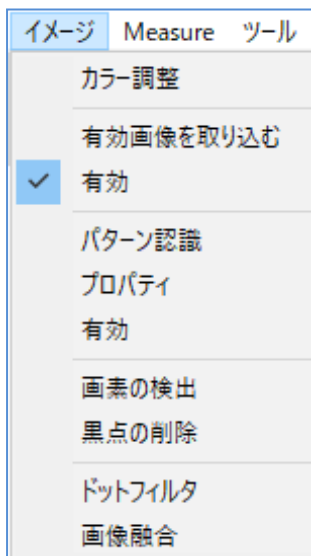 イメージ Measure ツール
カラー調整
有効画像を取り込む
有効
パターン認識
プロパティ
有効
画素の検出
黒点の削除
ドットフィルタ
画像融合